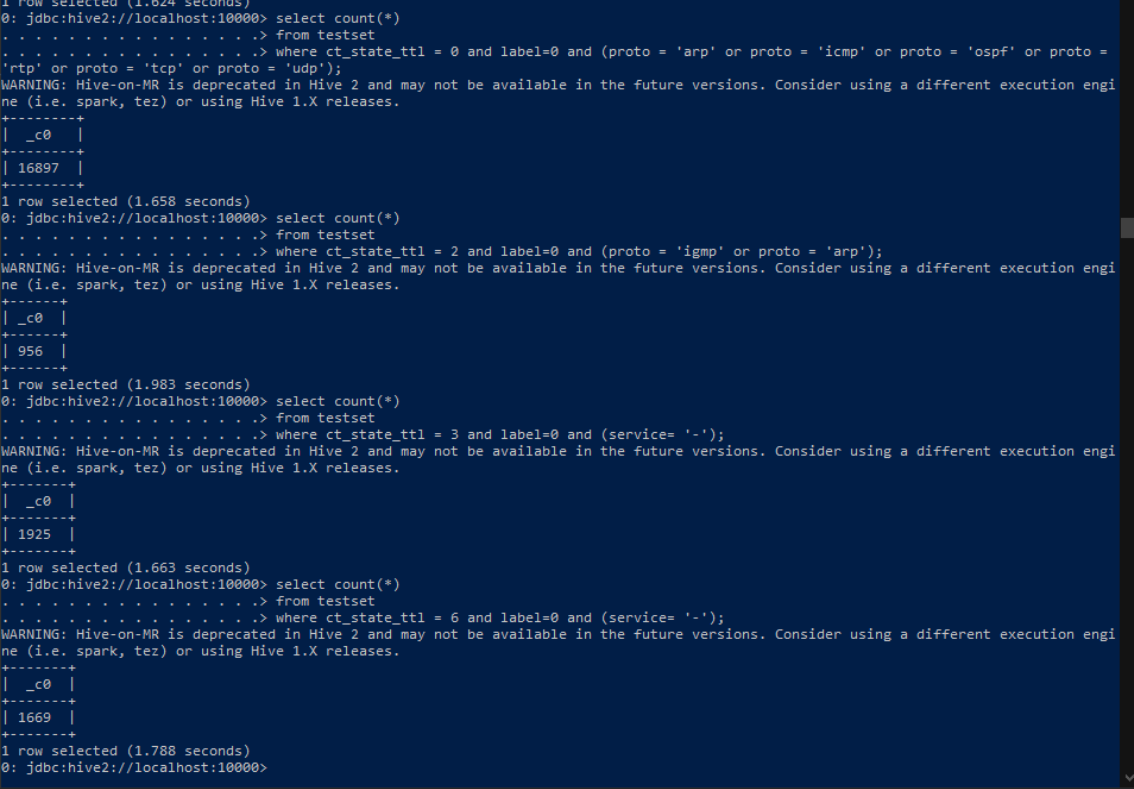 1 row selected (1.624 seconds)
0: jdbc:hive2://localhost:10000> select count(*)
. . . . . . . . . . . . . . . .> from testset
. . . . . . . . . . . . . . . .> where ct_state_ttl = 0 and label=0 and (proto = 'arp' or proto = 'icmp' or proto = 'ospf' or proto =
'rtp' or proto = 'tcp' or proto = 'udp');
WARNING: Hive-on-MR is deprecated in Hive 2 and may not be available in the future versions. Consider using a different execution engi
ne (i.e. spark, tez) or using Hive 1.X releases.
+--------+
|  _c0   |
+--------+
| 16897  |
+--------+
1 row selected (1.658 seconds)
0: jdbc:hive2://localhost:10000> select count(*)
. . . . . . . . . . . . . . . .> from testset
. . . . . . . . . . . . . . . .> where ct_state_ttl = 2 and label=0 and (proto = 'igmp' or proto = 'arp');
WARNING: Hive-on-MR is deprecated in Hive 2 and may not be available in the future versions. Consider using a different execution engi
ne (i.e. spark, tez) or using Hive 1.X releases.
+------+
| _c0  |
+------+
| 956  |
+------+
1 row selected (1.983 seconds)
0: jdbc:hive2://localhost:10000> select count(*)
. . . . . . . . . . . . . . . .> from testset
. . . . . . . . . . . . . . . .> where ct_state_ttl = 3 and label=0 and (service= '-');
WARNING: Hive-on-MR is deprecated in Hive 2 and may not be available in the future versions. Consider using a different execution engi
ne (i.e. spark, tez) or using Hive 1.X releases.
+-------+
|  _c0  |
+-------+
| 1925  |
+-------+
1 row selected (1.663 seconds)
0: jdbc:hive2://localhost:10000> select count(*)
. . . . . . . . . . . . . . . .> from testset
. . . . . . . . . . . . . . . .> where ct_state_ttl = 6 and label=0 and (service= '-');
WARNING: Hive-on-MR is deprecated in Hive 2 and may not be available in the future versions. Consider using a different execution engi
ne (i.e. spark, tez) or using Hive 1.X releases.
+-------+
|  _c0  |
+-------+
| 1669  |
+-------+
1 row selected (1.788 seconds)
0: jdbc:hive2://localhost:10000>